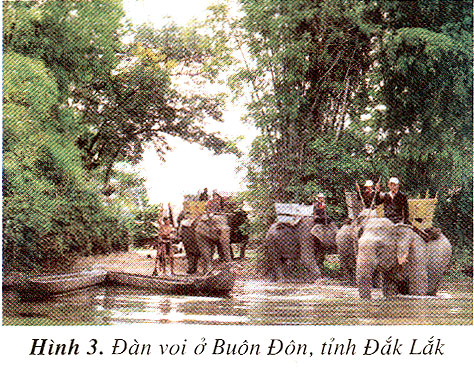 Hình 3. Đàn voi ở Buôn Đôn, tỉnh Đắk Lắk